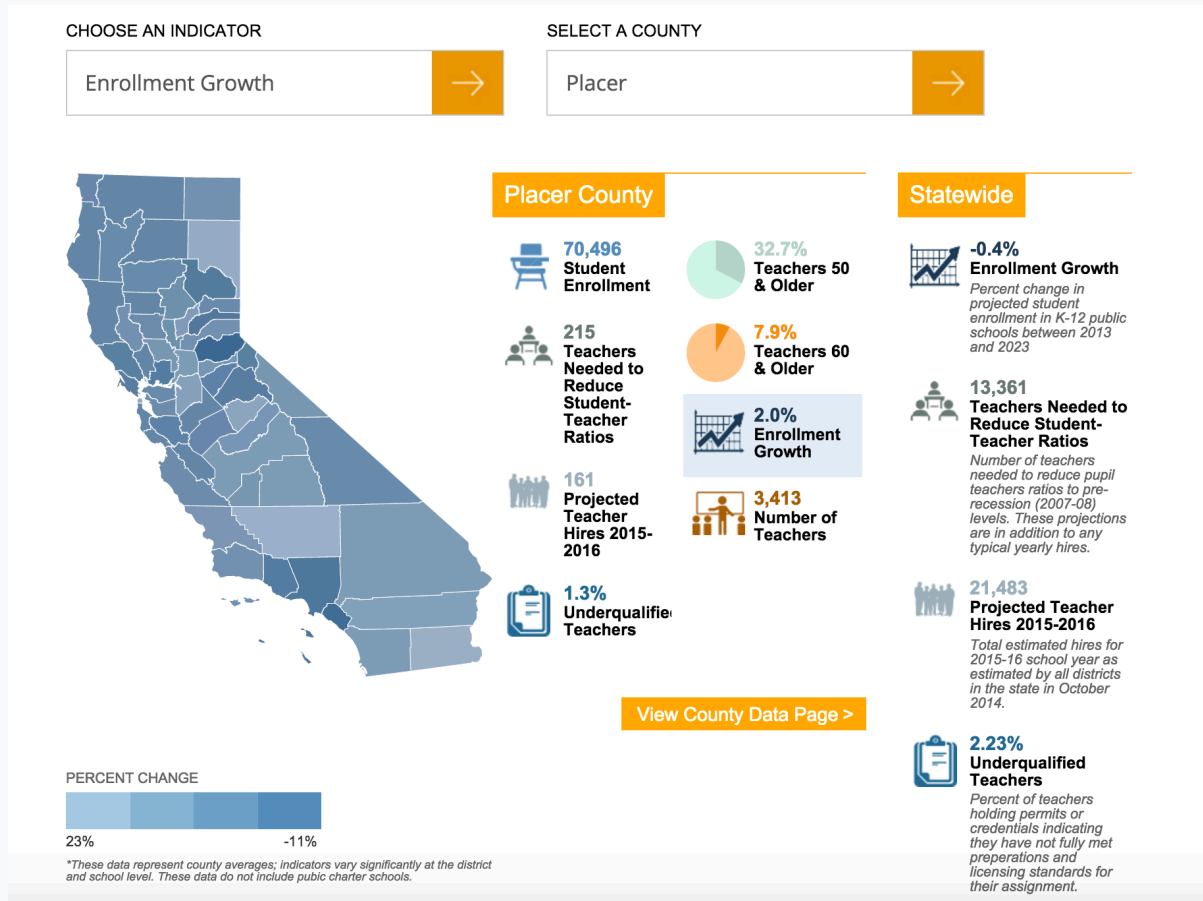 CHOOSE AN INDICATOR
Enrollment Growth
SELECT A COUNTY
Placer
Placer County
70,496
Student
Enrollment
215
Teachers
Needed to
Reduce
Student-
Teacher
Ratios
161
Projected
Teacher
Hires 2015-
2016
1.3%
Underqualifie
Teachers
32.7%
Teachers 50
& Older
7.9%
Teachers 60
& Older
2.0%
Enrollment
Growth
3,413
Number of
Teachers
View County Data Page >
Statewide
-0.4%
Enrollment Growth
Percent change in
projected student
enrollment in K-12 public
schools between 2013
and 2023
13,361
Teachers Needed to
Reduce Student-
Teacher Ratios
Number of teachers
needed to reduce pupil
teachers ratios to pre-
recession (2007-08)
levels. These projections
are in addition to any
typical yearly hires.
21,483
Projected Teacher
Hires 2015-2016
Total estimated hires for
2015-16 school year as
estimated by all districts
in the state in October
2014.
2.23%
Underqualified
Teachers
Percent of teachers
holding permits or
credentials indicating
they have not fully met
preperations and
licensing standards for
their assignment.
PERCENT CHANGE
23%
-11%
*These data represent county averages; indicators vary significantly at the district
and school level. These data do not include pubic charter schools.